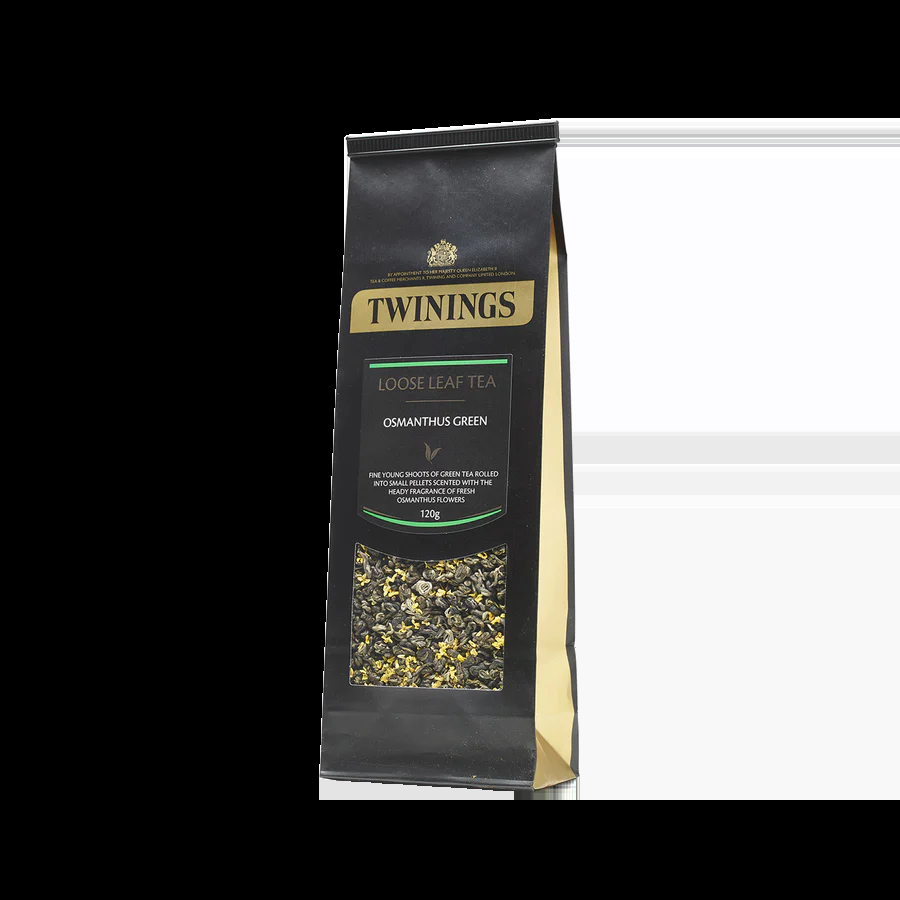 BY APPOINTMENT TO HER MAJESTY QUEEN ELIZABETH II
TEA & COFFEE MERCHANTS R. TWINING AND COMPANY LIMITED LONDON
TWININGS
LOOSE LEAF TEA
OSMANTHUS GREEN
FINE YOUNG SHOOTS OF GREEN TEA ROLLED
INTO SMALL PELLETS SCENTED WITH THE
HEADY FRAGRANCE OF FRESH
OSMANTHUS FLOWERS
120g